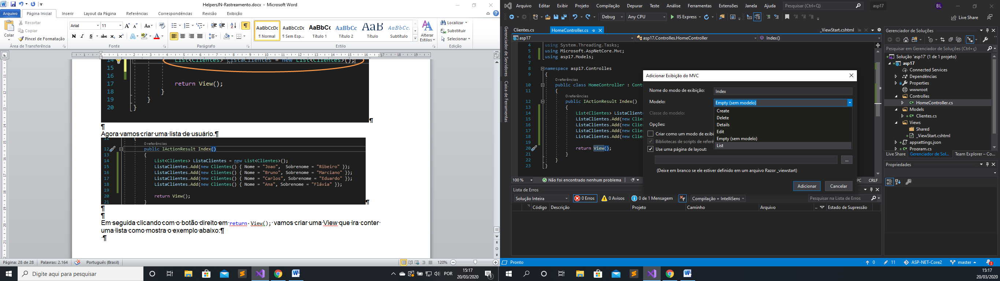 HelpersJN-Rastreamento.docx - Microsoft Word
Arquivo Página Inicial Inserir Layout da Página Referências Correspondências Revisão Exibição
Colar
Recortar
Copiar
Pincel de Formatação
Área de Transferência
Arial 11
Fonte
Parágrafo
AaBbCcDc AaBbCcDc AaBbCc AaBbCc AaB AaBbCc.
¶ Normal ¶ Sem Esp... Título 1 Título 2 Título Subtítulo
Alterar Estilos
Estilo
Localizar
Substituir
Selecionar
Edição
14 List<Clientes> ListaClientes = new List<Clientes>();
15
16
17 return View();
18 }
19 }
20 }
¶
¶
Agora vamos criar uma lista de usuário.¶
11 {
0 referências
12 public IActionResult Index()
13 {
14 List<Clientes> ListaClientes = new List<Clientes>();
15 ListaClientes.Add(new Clientes() { Nome = "Joao", Sobrenome = "Ribeiro" });
16 ListaClientes.Add(new Clientes() { Nome = "Bruno", Sobrenome = "Marciano" });
17 ListaClientes.Add(new Clientes() { Nome = "Carlos", Sobrenome = "Eduardo" });
18 ListaClientes.Add(new Clientes() { Nome = "Ana", Sobrenome = "Flávia" });
19
20 return View();
21 }
¶
¶
¶
Em seguida clicando com o botão direito em return View(); vamos criar uma View que ira conter
uma lista como mostra o exemplo abaixo:¶
¶
Página: 28 de 28 Palavras: 2.164 Português (Brasil) 120%
Digite aqui para pesquisar
POR
15:17
20/03/2020
Arquivo Editar Exibir Projeto Compilação Depurar Teste Análise Ferramentas Extensões Janela Ajuda Pesquisar (Ctrl+Q) asp17 BL
Debug Any CPU IIS Express Live Share
Gerenciador de Servidores
Caixa de Ferramentas
Clientes.cs HomeController.cs _ViewStart.cshtml
asp17 asp17.Controlles.HomeController Index()
4 using System.Threading.Tasks;
5 using Microsoft.AspNetCore.Mvc;
6 using asp17.Models;
7
8 namespace asp17.Controlles
9 {
0 referências
10 public class HomeController : Contr
11 {
0 referências
12 public IActionResult Index()
13 {
14 List<Clientes> ListaCliente
15 ListaClientes.Add(new Clien
16 ListaClientes.Add(new Clien
17 ListaClientes.Add(new Clien
18 ListaClientes.Add(new Clien
19
20 return View();
21 }
22 }
23 }
100 % Não foi encontrado nenhum problema PC CRLF
Adicionar Exibição do MVC
Nome do modo de exibição: Index
Modelo: Empty (sem modelo)
Create
Delete
Details
Edit
Empty (sem modelo)
List
Classe do modelo:
Opções:
Criar como um modo de exibi
Bibliotecas de scripts de referê
Use uma página de layout:
...
(Deixe em branco se ele estiver definido em um arquivo Razor _viewstart)
Adicionar Cancelar
Lista de Erros
Solução Inteira 0 Erros 0 Avisos 0 de 1 Mensagem Compilação + IntelliSens Pesquisar na Lista de Erros
Código Descrição Projeto Caminho Arquivo .. Estado de Supressão
Gerenciador de Soluções
Pesquisar em Gerenciador de Soluções (Ctrl+ç)
Solução 'asp17' (1 de 1 projeto)
asp17
Connected Services
Dependências
Properties
wwwroot
Controlles
HomeController.cs
Models
Clientes.cs
Views
Shared
_ViewStart.cshtml
appsettings.json
Program.cs
Live Share Gerenciador de Sol... Team Explorer – Co...
Propriedades
Pronto 0 11 ASP-NET-Core2 master 3
15:17
20/03/2020